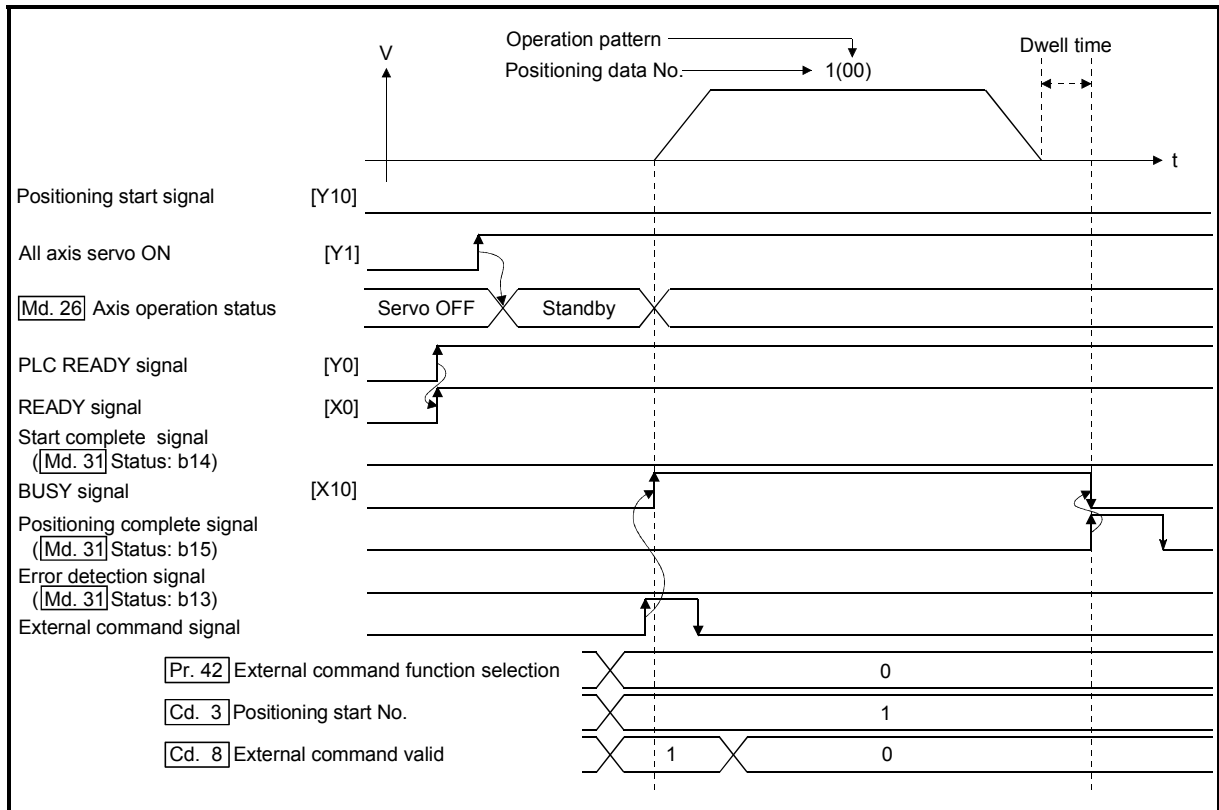 V
Operation pattern
Dwell time
Positioning data No.
1(00)
t
Positioning start signal [Y10]
All axis servo ON [Y1]
Md. 26 Axis operation status
Servo OFF
Standby
PLC READY signal [Y0]
READY signal [X0]
Start complete signal
(Md. 31 Status: b14)
BUSY signal [X10]
Positioning complete signal
(Md. 31 Status: b15)
Error detection signal
(Md. 31 Status: b13)
External command signal
Pr. 42 External command function selection 0
Cd. 3 Positioning start No. 1
Cd. 8 External command valid 1 0